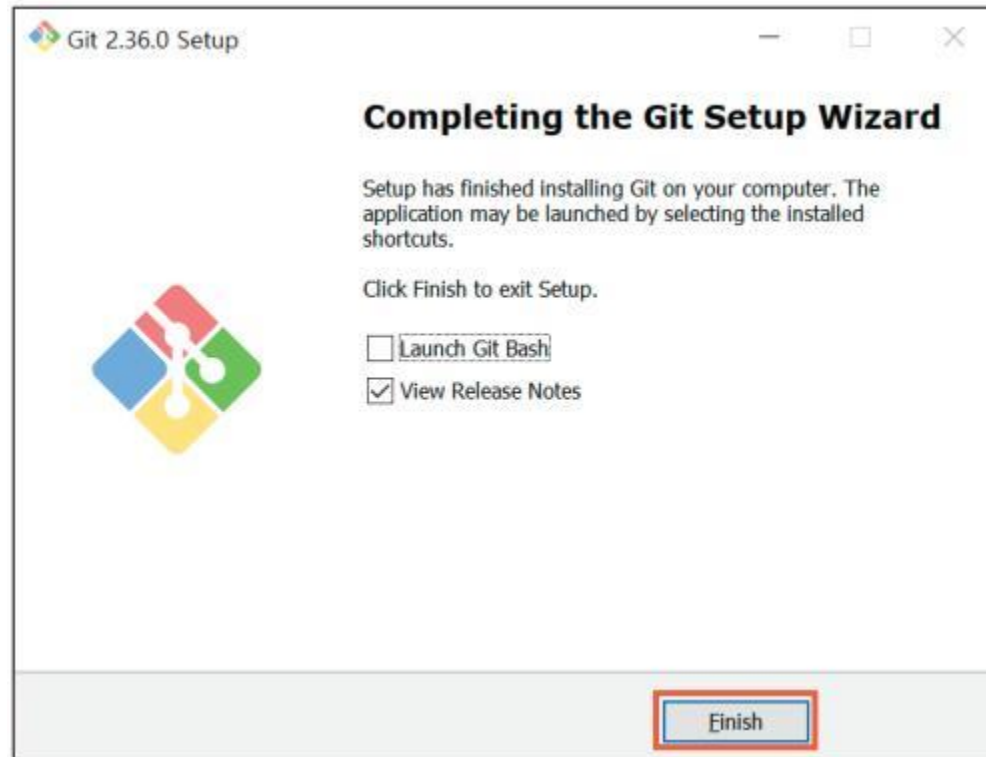 Git 2.36.0 Setup
Completing the Git Setup Wizard
Setup has finished installing Git on your computer. The
application may be launched by selecting the installed
shortcuts.
Click Finish to exit Setup.
Launch Git Bash
View Release Notes
Finish